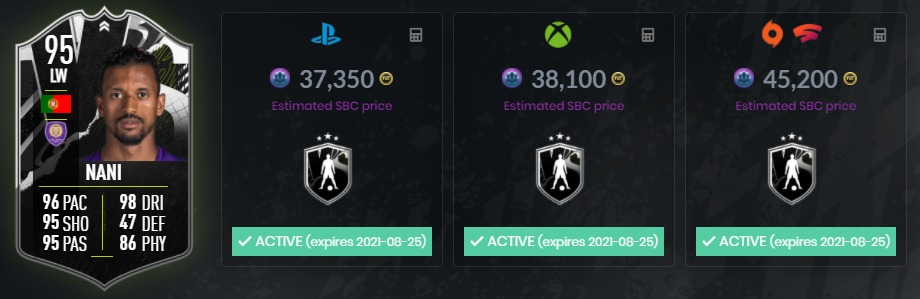 95
LW
NANI
96 PAC 98 DRI
95 SHO 47 DEF
95 PAS 86 PHY
37,350
Estimated SBC price
ACTIVE (expires 2021-08-25)
38,100
Estimated SBC price
ACTIVE (expires 2021-08-25)
45,200
Estimated SBC price
ACTIVE (expires 2021-08-25)